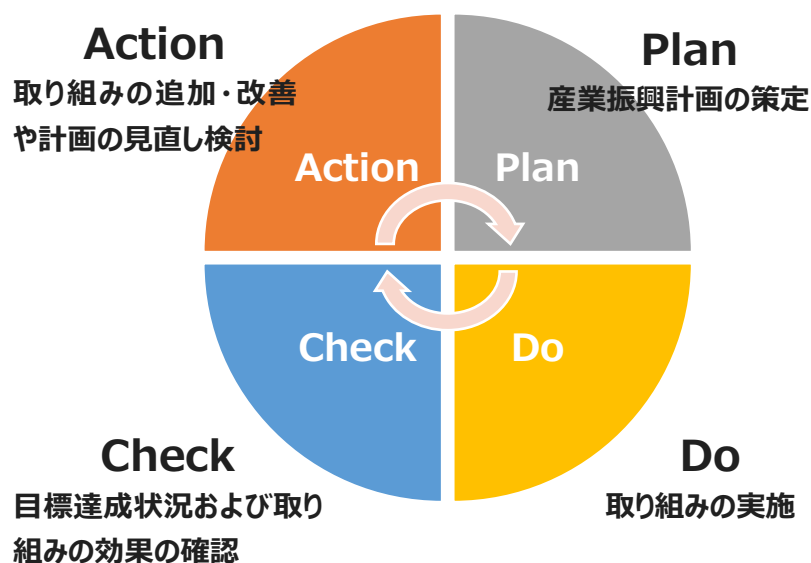 Action
取り組みの追加・改善
や計画の見直し検討
Plan
産業振興計画の策定
Action
Plan
Check
Do
Check
目標達成状況および取り
組みの効果の確認
Do
取り組みの実施